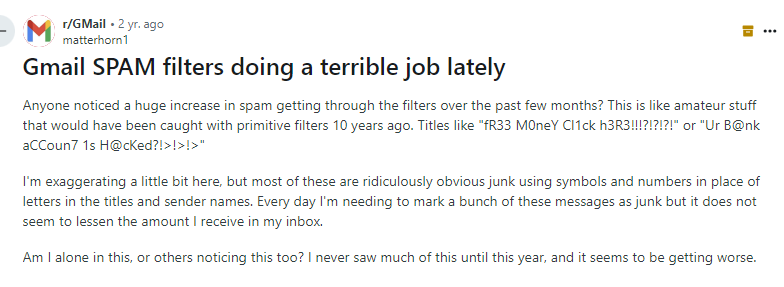 r/GMail • 2 yr. ago
matterhorn1
Gmail SPAM filters doing a terrible job lately
Anyone noticed a huge increase in spam getting through the filters over the past few months? This is like amateur stuff
that would have been caught with primitive filters 10 years ago. Titles like "fR33 M0neY Cl1ck h3R3!!!?!?!?!" or "Ur B@nk
aCCoun7 1s H@cKed?!>!>!>"
I'm exaggerating a little bit here, but most of these are ridiculously obvious junk using symbols and numbers in place of
letters in the titles and sender names. Every day I'm needing to mark a bunch of these messages as junk but it does not
seem to lessen the amount I receive in my inbox.
Am I alone in this, or others noticing this too? I never saw much of this until this year, and it seems to be getting worse.